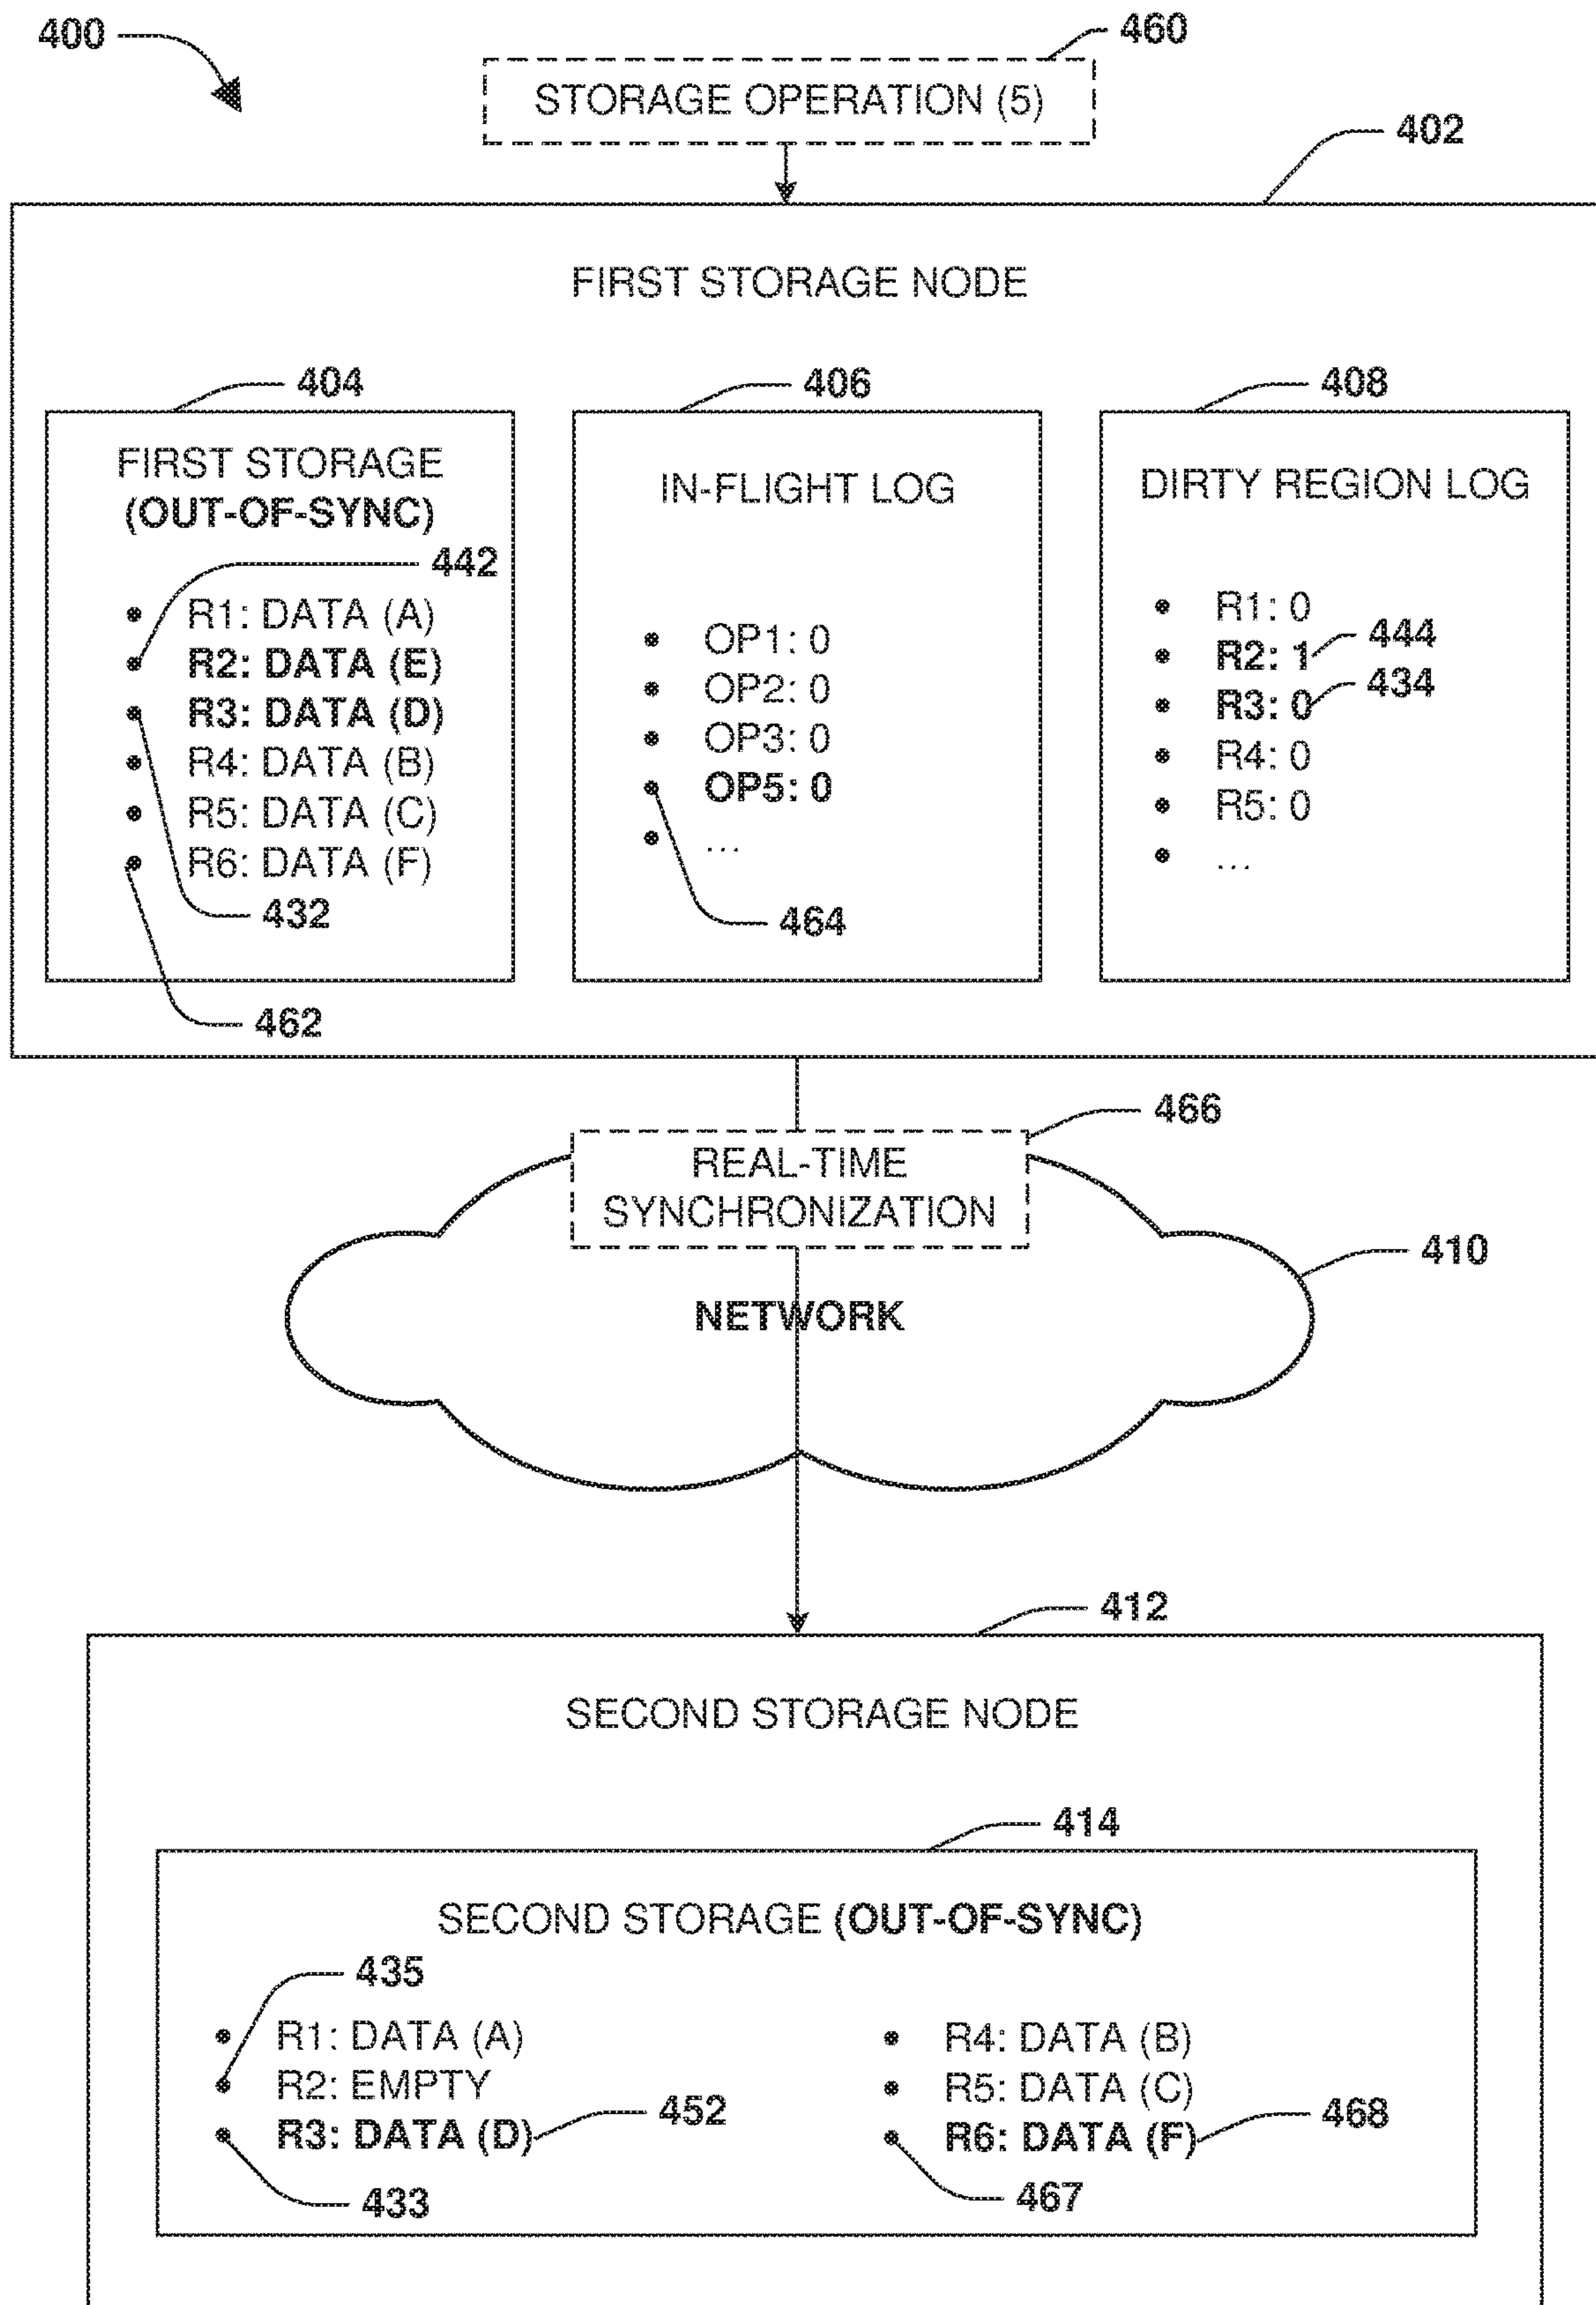 400
460
STORAGE OPERATION (5)
402
FIRST STORAGE NODE
404
406
408
FIRST STORAGE
(OUT-OF-SYNC)
442
R1: DATA (A)
R2: DATA (E)
R3: DATA (D)
R4: DATA (B)
R5: DATA (C)
R6: DATA (F)
432
462
IN-FLIGHT LOG
OP1: 0
OP2: 0
OP3: 0
OP5: 0
...
464
DIRTY REGION LOG
R1: 0
R2: 1
444
R3: 0
434
R4: 0
R5: 0
...
466
REAL-TIME
SYNCHRONIZATION
410
NETWORK
412
SECOND STORAGE NODE
414
SECOND STORAGE (OUT-OF-SYNC)
435
R1: DATA (A)
R2: EMPTY
R3: DATA (D)
452
433
R4: DATA (B)
R5: DATA (C)
R6: DATA (F)
468
467